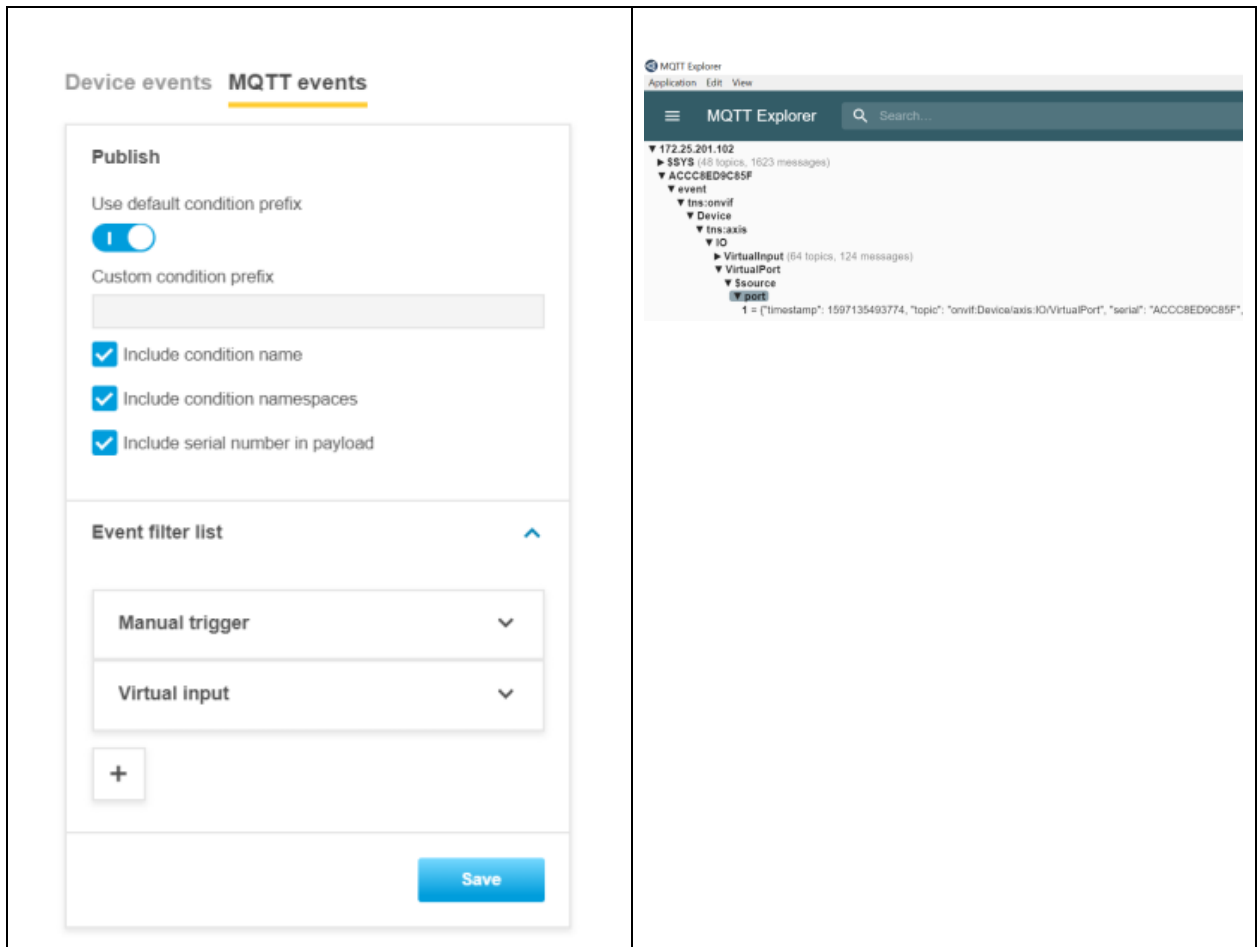 Device events MQTT events
Publish
Use default condition prefix
Custom condition prefix
Include condition name
Include condition namespaces
Include serial number in payload
Event filter list
Manual trigger
Virtual input
+
Save
MQTT Explorer
Application Edit View
MQTT Explorer Search...
▼ 172.25.201.102
▶ $SYS (48 topics, 1623 messages)
▼ ACCC8ED9C85F
▼ event
▼ tns:onvif
▼ Device
▼ tns:axis
▼ IO
▶ VirtualInput (64 topics, 124 messages)
▼ VirtualPort
▼ $source
▼ port
1 = {"timestamp": 1597135493774, "topic": "onvif:Device/axis:IO/VirtualPort", "serial": "ACCC8ED9C85F",